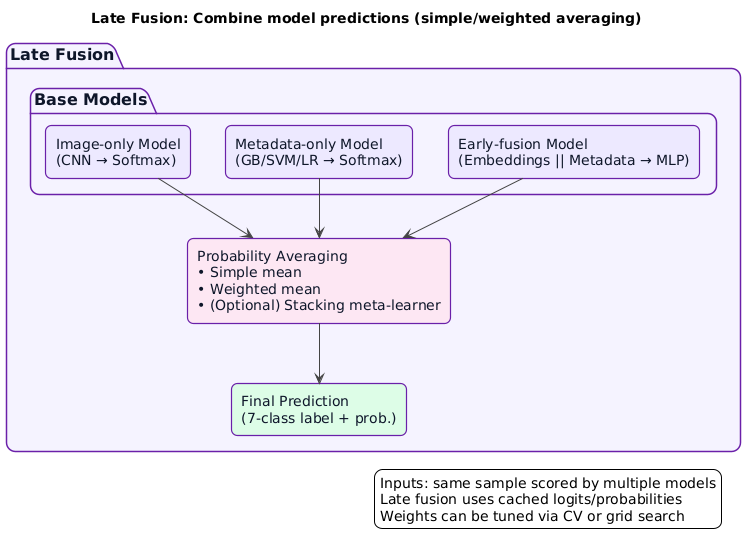 Late Fusion: Combine model predictions (simple/weighted averaging)
Late Fusion
Base Models
Image-only Model
(CNN → Softmax)
Metadata-only Model
(GB/SVM/LR → Softmax)
Early-fusion Model
(Embeddings || Metadata → MLP)
Probability Averaging
• Simple mean
• Weighted mean
• (Optional) Stacking meta-learner
Final Prediction
(7-class label + prob.)
Inputs: same sample scored by multiple models
Late fusion uses cached logits/probabilities
Weights can be tuned via CV or grid search